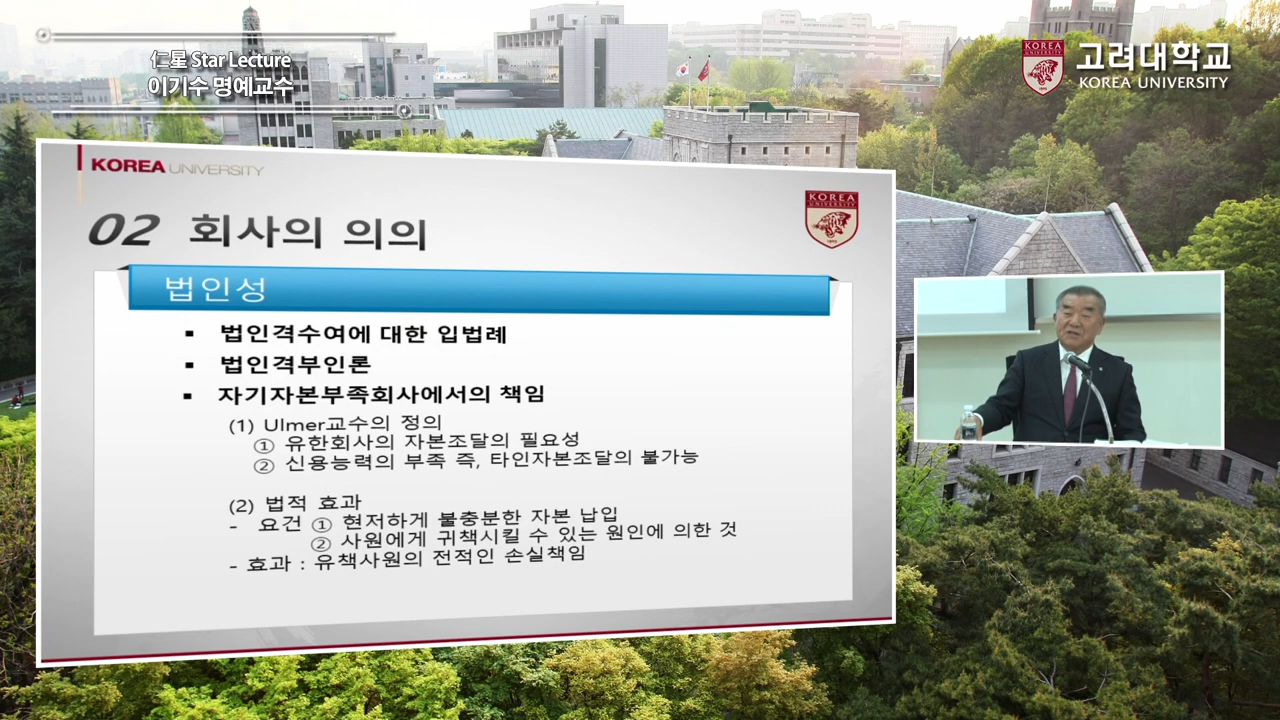 仁星 Star Lecture
이기수 명예교수
KOREA UNIVERSITY
고려대학교
KOREA UNIVERSITY
KOREA UNIVERSITY
KOREA UNIVERSITY
02 회사의 의의
법인성
▪ 법인격수여에 대한 입법례
▪ 법인격부인론
▪ 자기자본부족회사에서의 책임
(1) Ulmer교수의 정의
① 유한회사의 자본조달의 필요성
② 신용능력의 부족 즉, 타인자본조달의 불가능
(2) 법적 효과
- 요건 ① 현저하게 불충분한 자본 납입
② 사원에게 귀책시킬 수 있는 원인에 의한 것
- 효과 : 유책사원의 전적인 손실책임